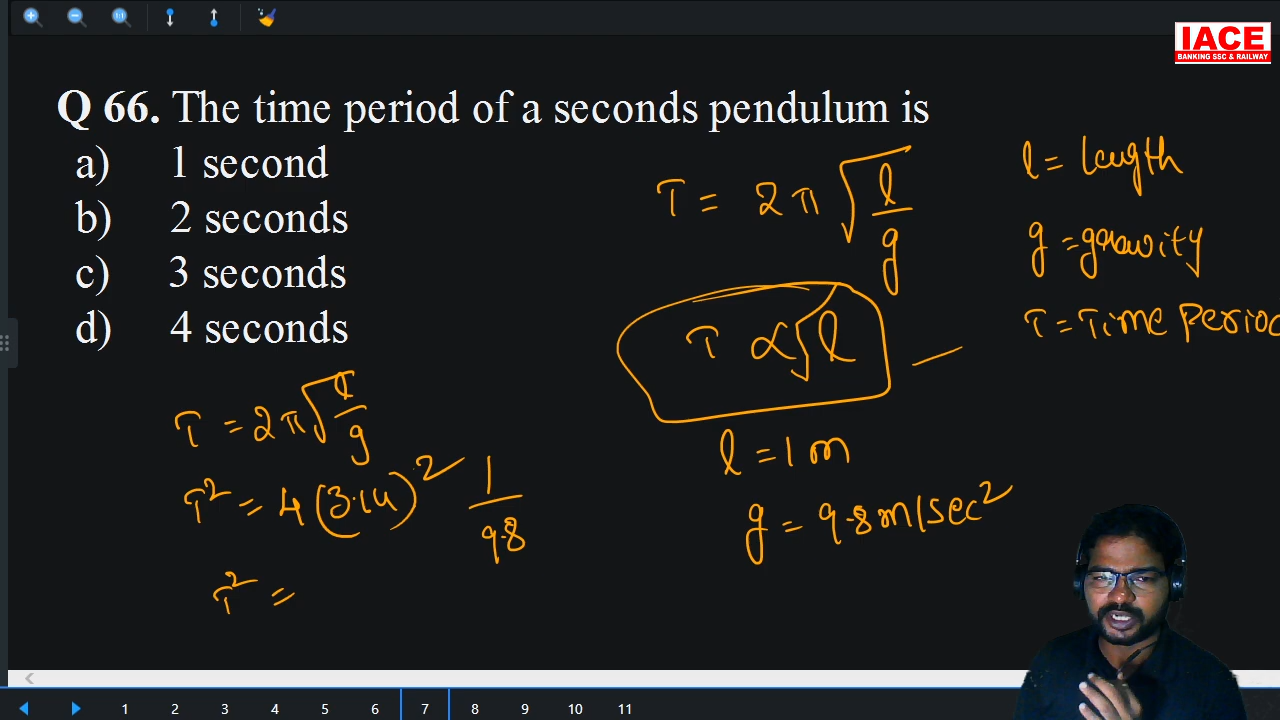 IACE
BANKING SSC & RAILWAY
Q 66. The time period of a seconds pendulum is
a) 1 second
b) 2 seconds
c) 3 seconds
d) 4 seconds
T = 2π√(l/g)
l = length
g = gravity
T = Time Period
T ∝ √l
l = 1 m
g = 9.8 m/sec²
T = 2π√(l/g)
T² = 4 (3.14)² 1/9.8
T² =
1 2 3 4 5 6 7 8 9 10 11